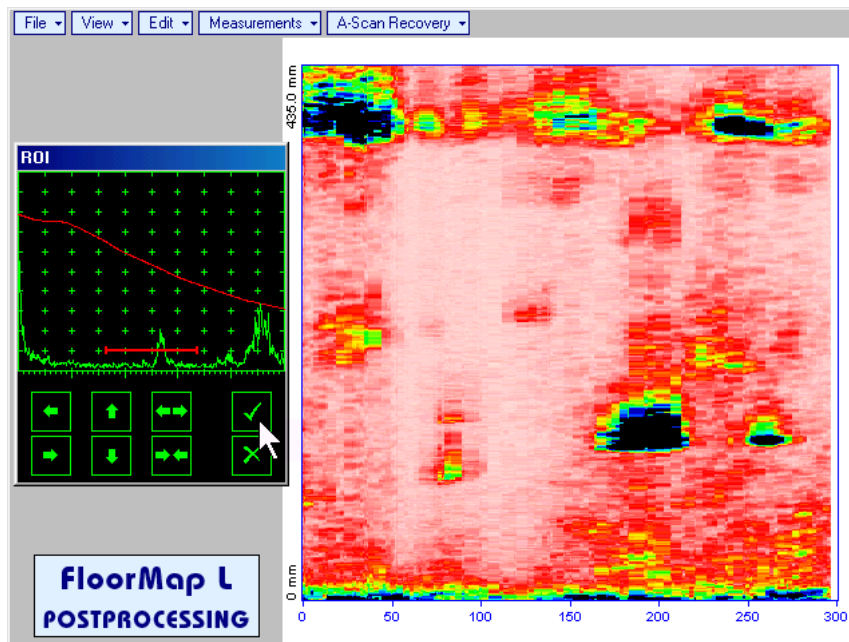 File View Edit Measurements A-Scan Recovery
435.0 mm
ROI
0 mm
FloorMap L
POSTPROCESSING
0 50 100 150 200 250 300